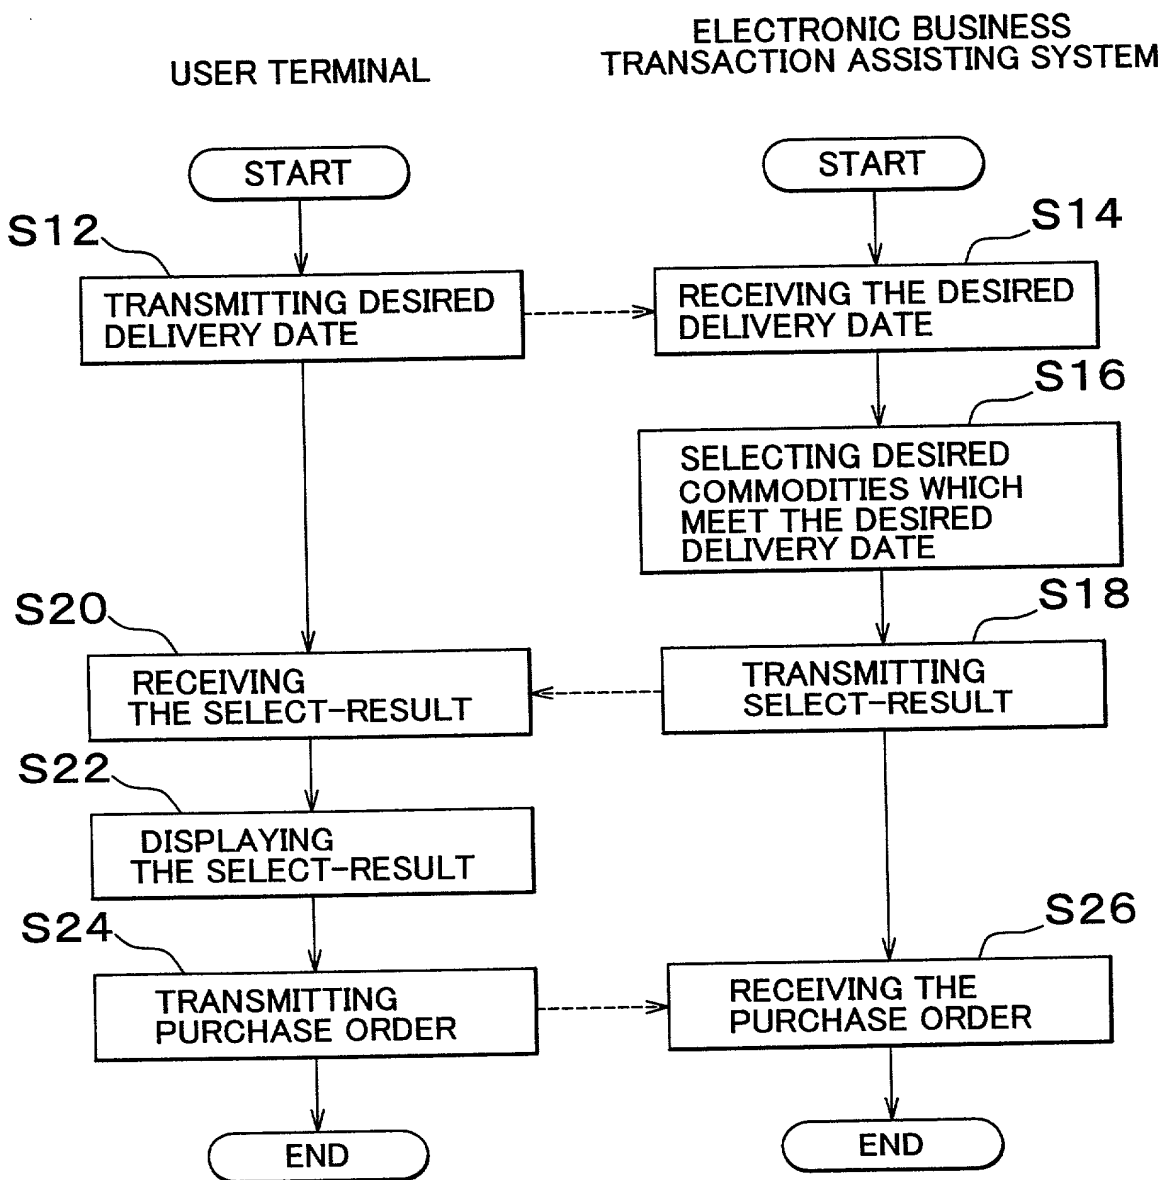 USER TERMINAL
ELECTRONIC BUSINESS
TRANSACTION ASSISTING SYSTEM
START
START
S12
S14
TRANSMITTING DESIRED
DELIVERY DATE
RECEIVING THE DESIRED
DELIVERY DATE
S16
SELECTING DESIRED
COMMODITIES WHICH
MEET THE DESIRED
DELIVERY DATE
S20
S18
RECEIVING
THE SELECT-RESULT
TRANSMITTING
SELECT-RESULT
S22
DISPLAYING
THE SELECT-RESULT
S24
S26
TRANSMITTING
PURCHASE ORDER
RECEIVING THE
PURCHASE ORDER
END
END